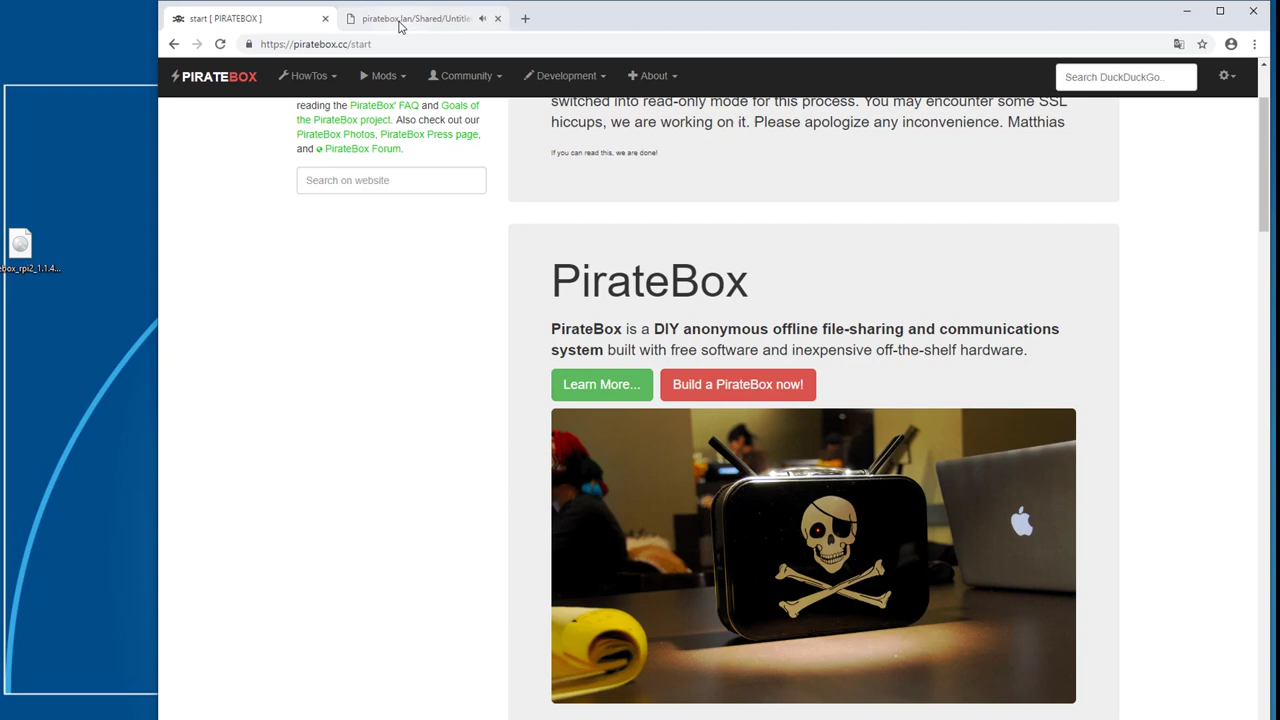 start [ PIRATEBOX ]
piratebox.lan/Shared/Untitle
https://piratebox.cc/start
PIRATEBOX
HowTos
Mods
Community
Development
About
Search DuckDuckGo..
reading the PirateBox' FAQ and Goals
of the PirateBox project. Also check out our
PirateBox Photos, PirateBox Press page,
and PirateBox Forum.
Search on website
switched into read-only mode for this process. You may encounter some SSL
hiccups, we are working on it. Please apologize any inconvenience. Matthias
If you can read this, we are done!
ebox_rpi2_1.1.4...
PirateBox
PirateBox is a DIY anonymous offline file-sharing and communications
system built with free software and inexpensive off-the-shelf hardware.
Learn More...
Build a PirateBox now!